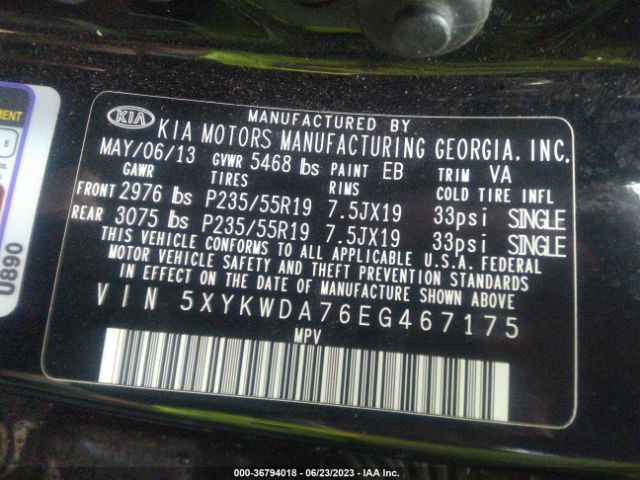 KIA
MANUFACTURED BY
KIA MOTORS MANUFACTURING GEORGIA, INC.
MAY/06/13 GVWR 5468 lbs PAINT EB TRIM VA
GAWR TIRES RIMS COLD TIRE INFL
FRONT 2976 lbs P235/55R19 7.5JX19 33psi SINGLE
REAR 3075 lbs P235/55R19 7.5JX19 33psi SINGLE
THIS VEHICLE CONFORMS TO ALL APPLICABLE U.S.A. FEDERAL
MOTOR VEHICLE SAFETY AND THEFT PREVENTION STANDARDS
IN EFFECT ON THE DATE OF MANUFACTURE SHOWN ABOVE
VIN 5XYKWDA76EG467175
MPV
U890
000-36794018 - 06/23/2023 - IAA Inc.